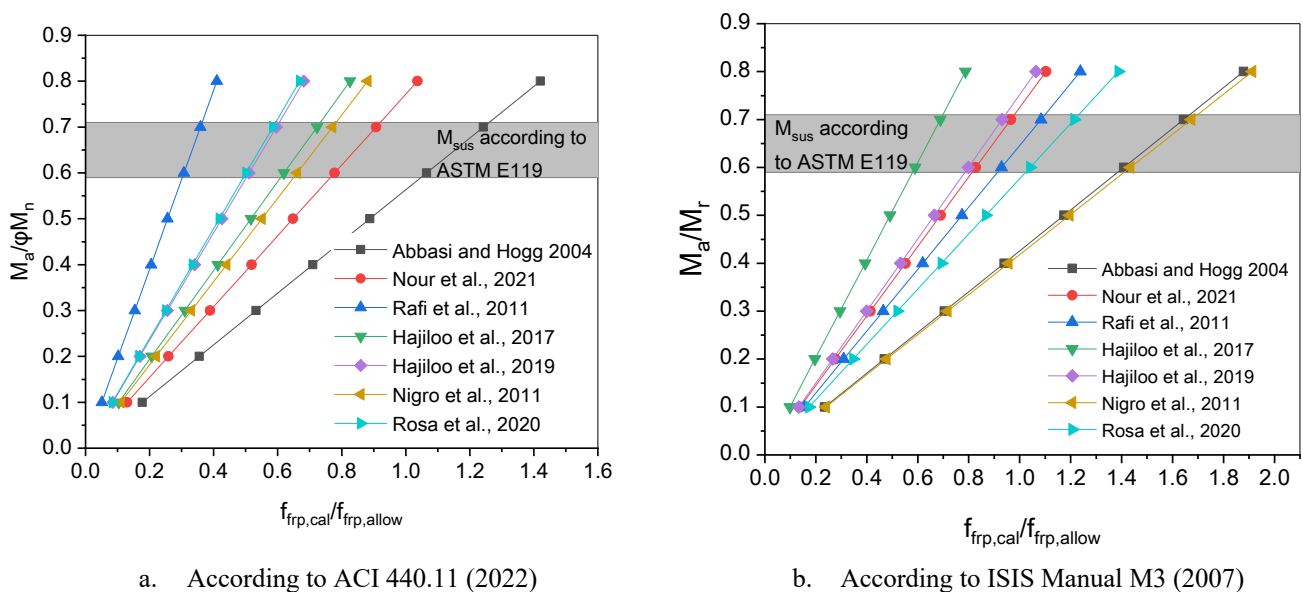 0.9
0.8
0.7
0.6
0.5
0.4
0.3
0.2
0.1
0.0
Mₐ/φMₙ
M_sus according to
ASTM E119
Abbasi and Hogg 2004
Nour et al., 2021
Rafi et al., 2011
Hajiloo et al., 2017
Hajiloo et al., 2019
Nigro et al., 2011
Rosa et al., 2020
0.0 0.2 0.4 0.6 0.8 1.0 1.2 1.4 1.6
f_frp,cal/f_frp,allow
a. According to ACI 440.11 (2022)
0.9
0.8
0.7
0.6
0.5
0.4
0.3
0.2
0.1
0.0
Mₐ/Mᵣ
M_sus according
to ASTM E119
Abbasi and Hogg 2004
Nour et al., 2021
Rafi et al., 2011
Hajiloo et al., 2017
Hajiloo et al., 2019
Nigro et al., 2011
Rosa et al., 2020
0.0 0.2 0.4 0.6 0.8 1.0 1.2 1.4 1.6 1.8 2.0
f_frp,cal/f_frp,allow
b. According to ISIS Manual M3 (2007)